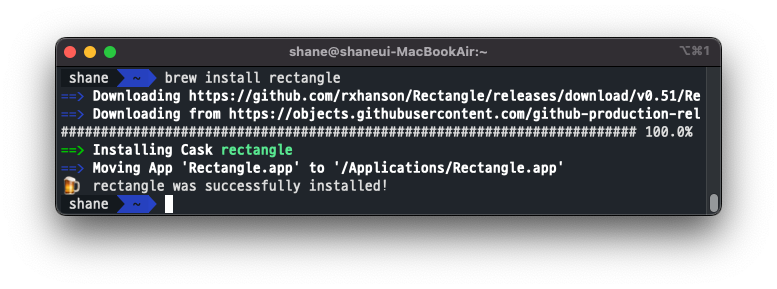 shane@shaneui-MacBookAir:~
⌥⌘1
shane ~ brew install rectangle
==> Downloading https://github.com/rxhanson/Rectangle/releases/download/v0.51/Re
==> Downloading from https://objects.githubusercontent.com/github-production-rel
######################################################################## 100.0%
==> Installing Cask rectangle
==> Moving App 'Rectangle.app' to '/Applications/Rectangle.app'
🍺 rectangle was successfully installed!
shane ~